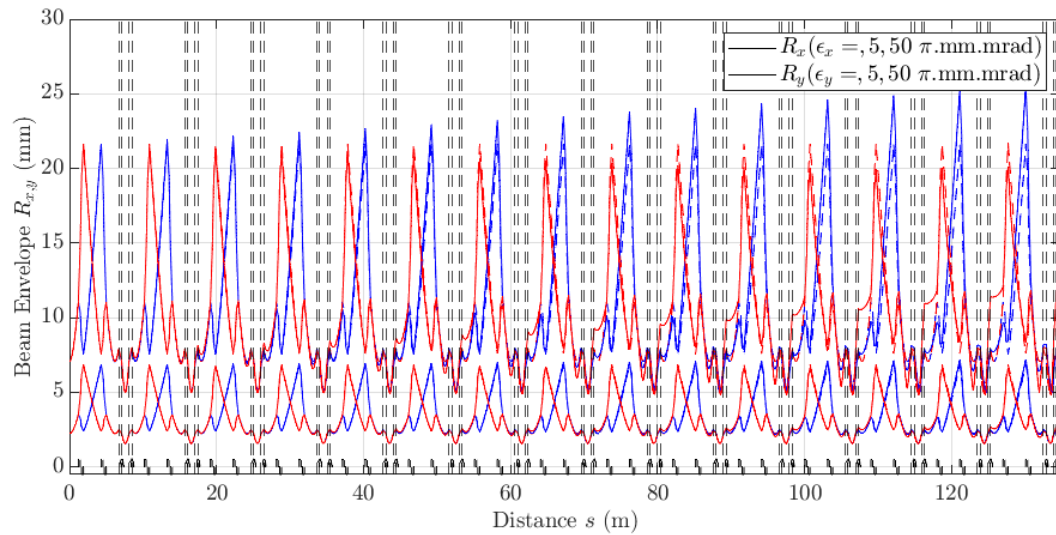 30
25
20
15
10
5
0
Beam Envelope $R_{x,y}$ (mm)
$R_x(\epsilon_x =, 5, 50\ \pi.mm.mrad)$
$R_y(\epsilon_y =, 5, 50\ \pi.mm.mrad)$
0 20 40 60 80 100 120
Distance $s$ (m)